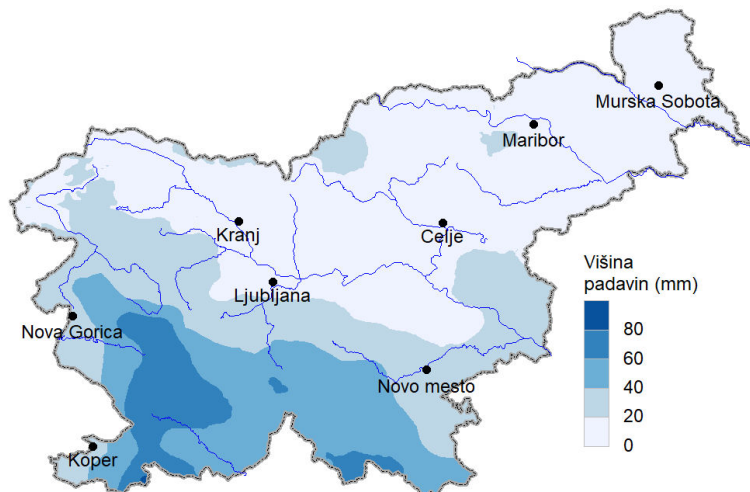 Murska Sobota
Maribor
Kranj
Celje
Ljubljana
Nova Gorica
Novo mesto
Koper
Višina
padavin (mm)
80
60
40
20
0